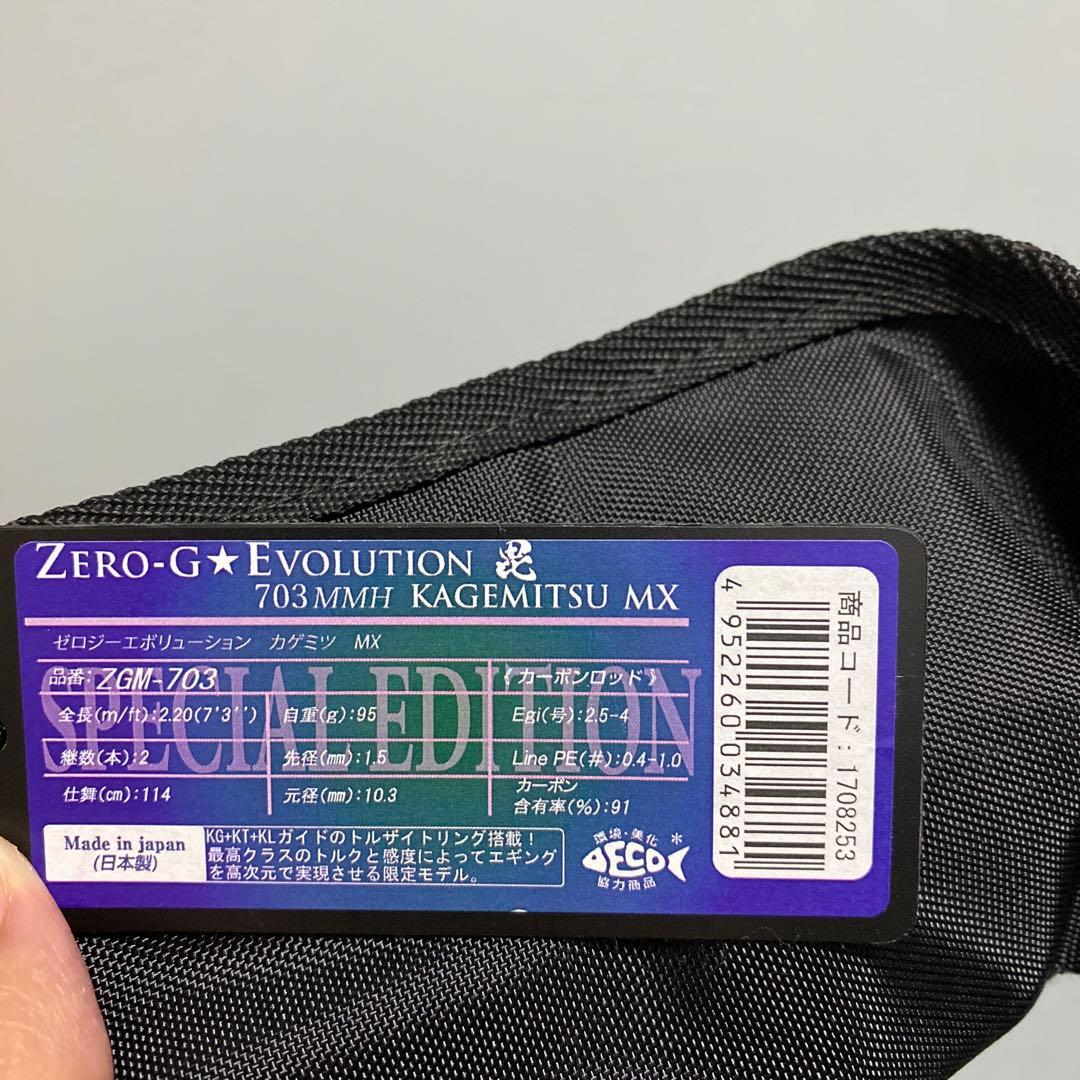 ZERO-G★EVOLUTION 毘
703MMH KAGEMITSU MX
ゼロジーエボリューション カゲミツ MX
SPECIAL EDITION
品番:ZGM-703 《カーボンロッド》
全長(m/ft):2.20(7'3'') 自重(g):95 Egi(号):2.5-4
継数(本):2 先径(mm):1.5 Line PE(#):0.4-1.0
仕舞(cm):114 元径(mm):10.3 カーボン含有率(%):91
Made in japan
(日本製)
KG+KT+KLガイドのトルザイトリング搭載!
最高クラスのトルクと感度によってエギング
を高次元で実現させる限定モデル。
環境・美化
ECO
協力商品
*
4 952260 034881
商品コード:1708253